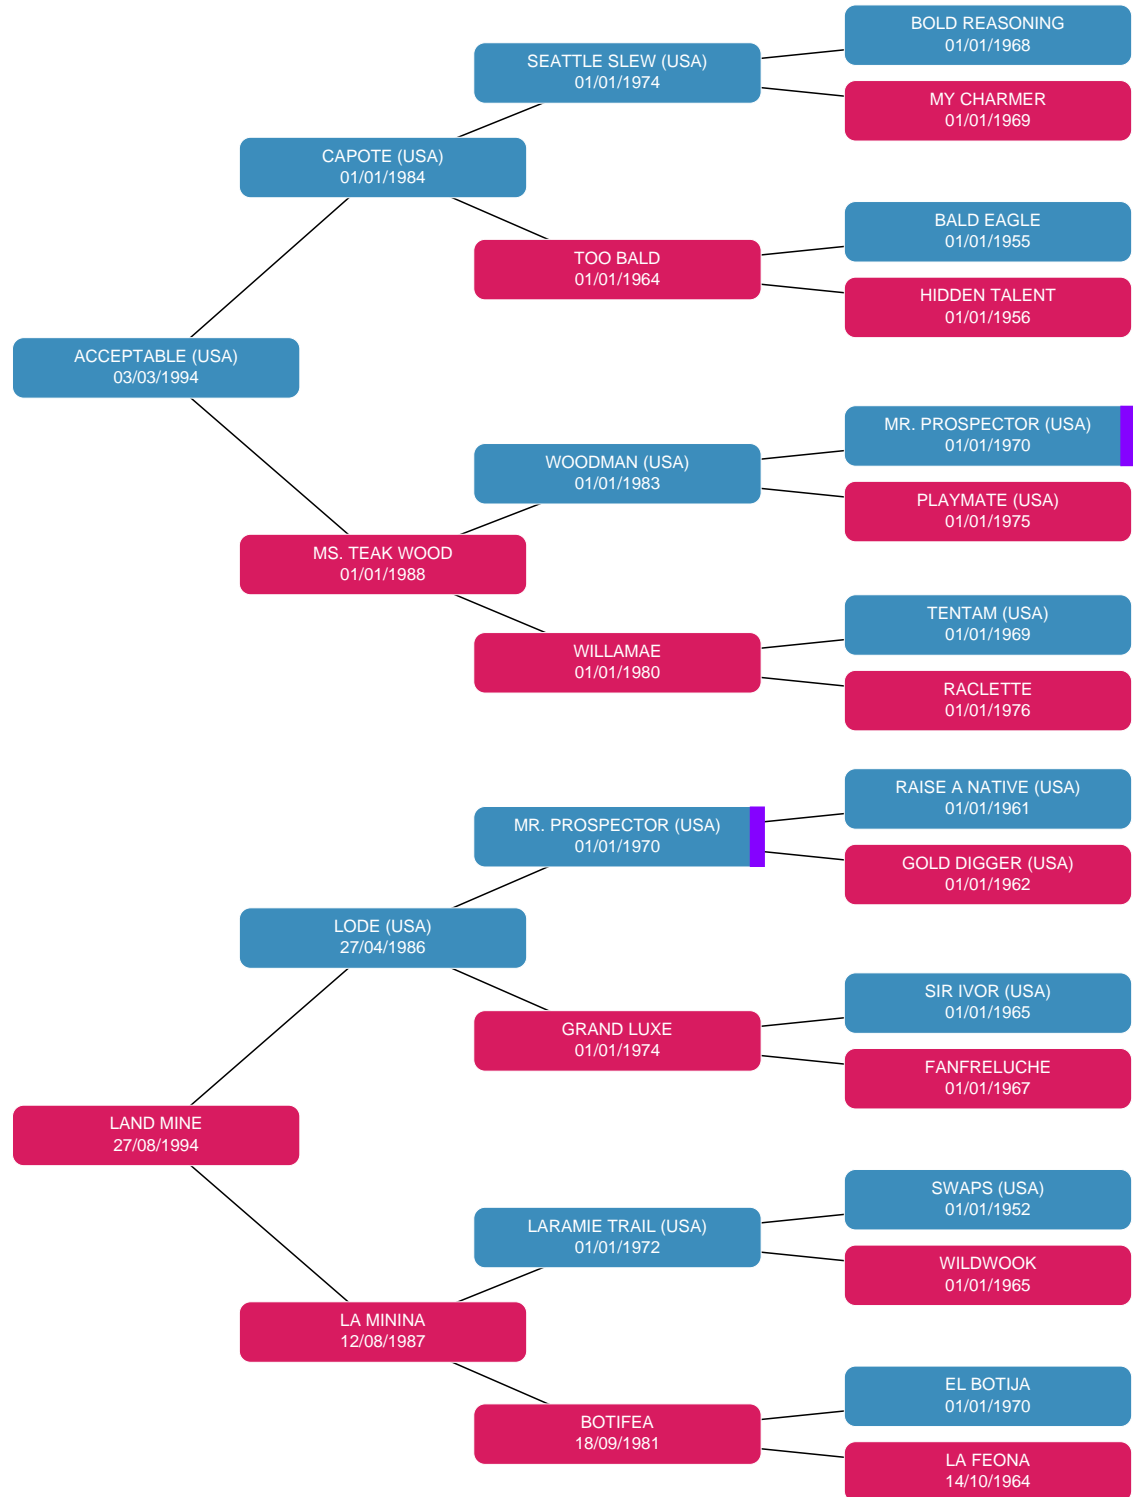 BOLD REASONING
01/01/1968
SEATTLE SLEW (USA)
01/01/1974
MY CHARMER
01/01/1969
CAPOTE (USA)
01/01/1984
BALD EAGLE
01/01/1955
TOO BALD
01/01/1964
HIDDEN TALENT
01/01/1956
ACCEPTABLE (USA)
03/03/1994
MR. PROSPECTOR (USA)
01/01/1970
WOODMAN (USA)
01/01/1983
PLAYMATE (USA)
01/01/1975
MS. TEAK WOOD
01/01/1988
TENTAM (USA)
01/01/1969
WILLAMAE
01/01/1980
RACLETTE
01/01/1976
RAISE A NATIVE (USA)
01/01/1961
MR. PROSPECTOR (USA)
01/01/1970
GOLD DIGGER (USA)
01/01/1962
LODE (USA)
27/04/1986
SIR IVOR (USA)
01/01/1965
GRAND LUXE
01/01/1974
FANFRELUCHE
01/01/1967
LAND MINE
27/08/1994
SWAPS (USA)
01/01/1952
LARAMIE TRAIL (USA)
01/01/1972
WILDWOOK
01/01/1965
LA MININA
12/08/1987
EL BOTIJA
01/01/1970
BOTIFEA
18/09/1981
LA FEONA
14/10/1964